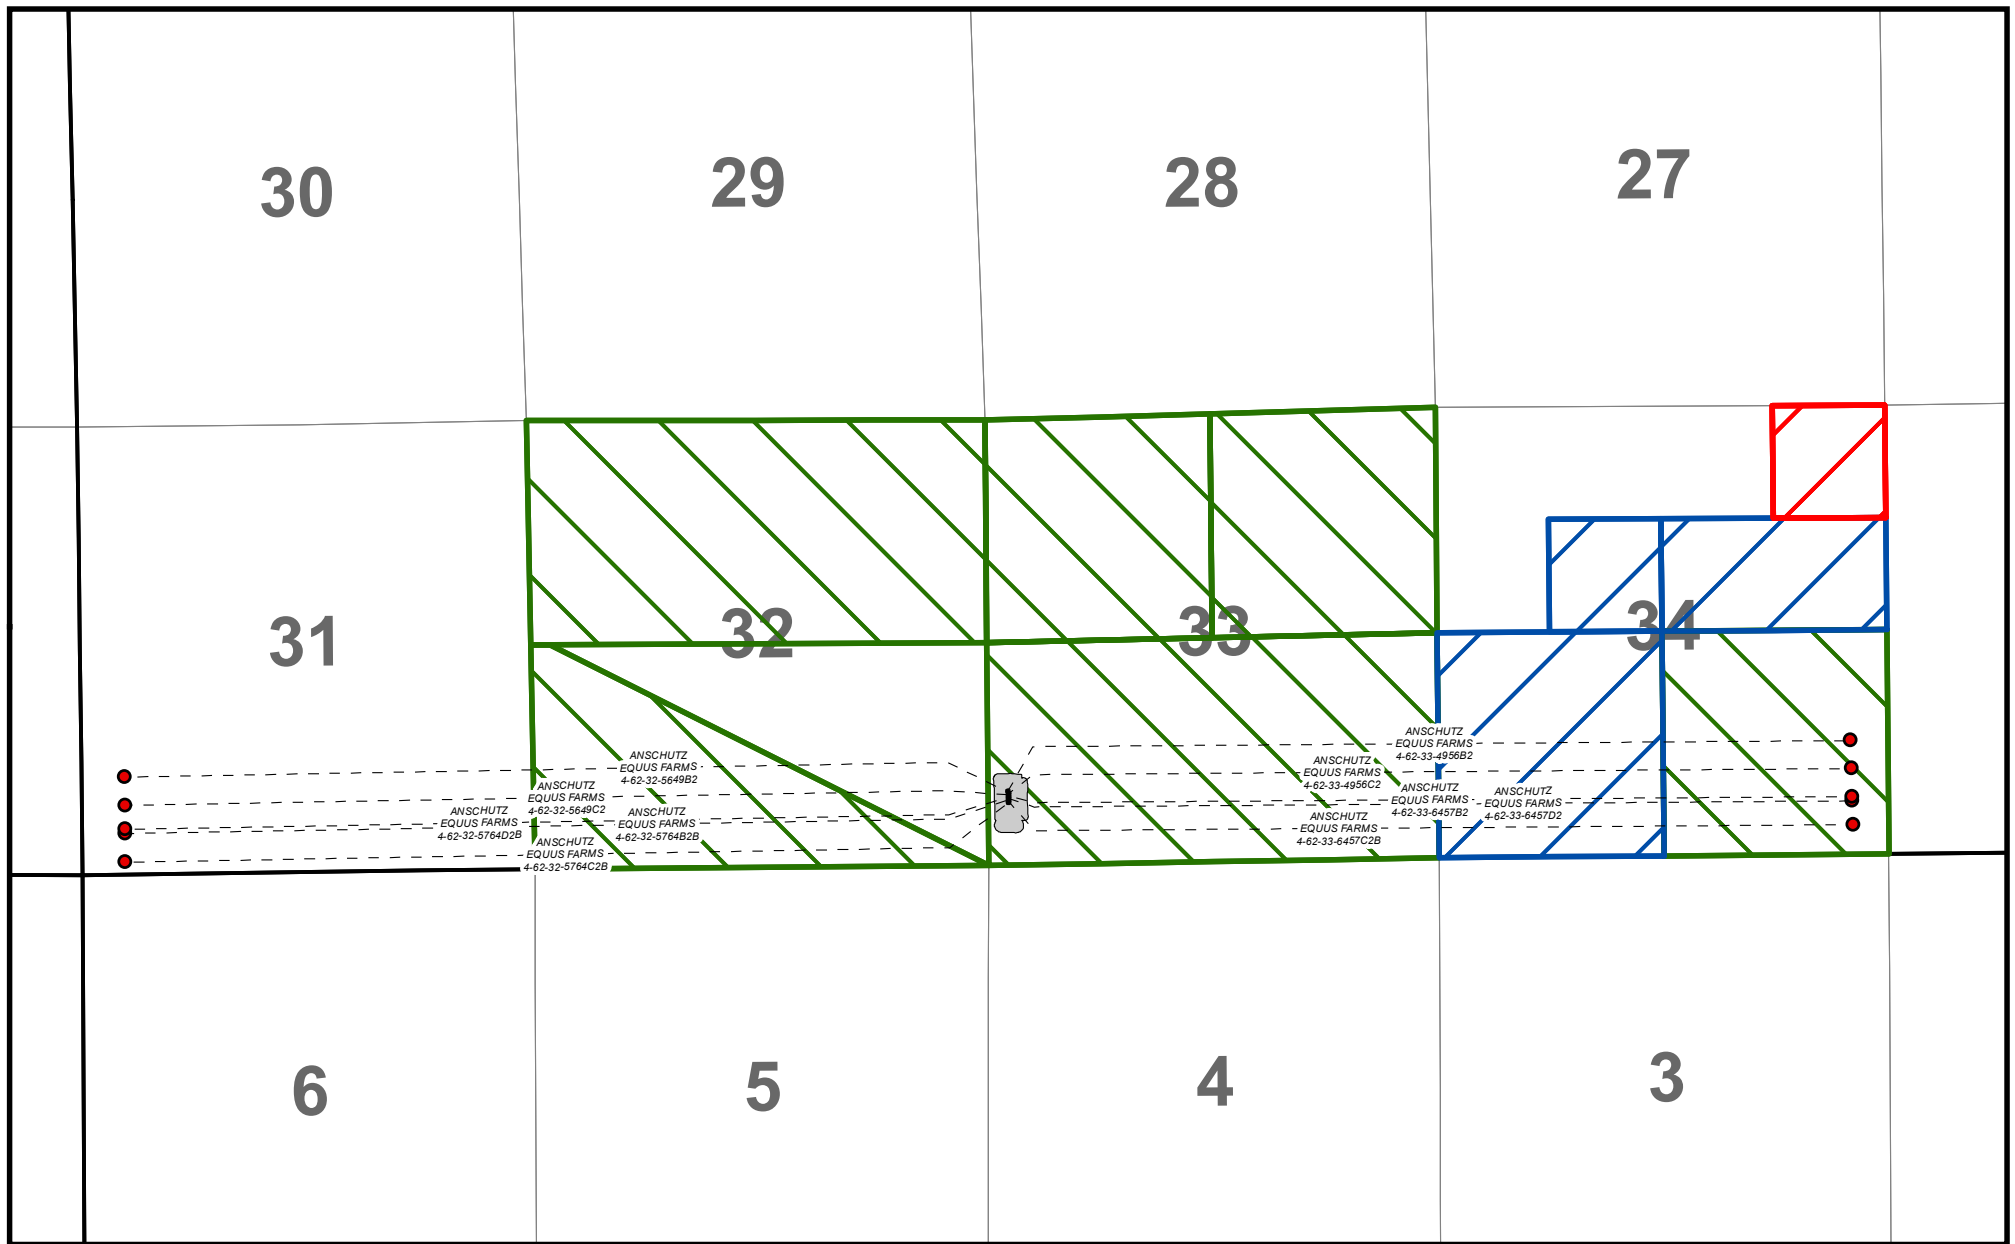 30
29
28
27
31
32
33
34
ANSCHUTZ
EQUUS FARMS
4-62-32-5649B2
ANSCHUTZ
EQUUS FARMS
4-62-32-5649C2
ANSCHUTZ
EQUUS FARMS
4-62-32-5764D2B
ANSCHUTZ
EQUUS FARMS
4-62-32-5764B2B
ANSCHUTZ
EQUUS FARMS
4-62-32-5764C2B
ANSCHUTZ
EQUUS FARMS
4-62-33-4956B2
ANSCHUTZ
EQUUS FARMS
4-62-33-4956C2
ANSCHUTZ
EQUUS FARMS
4-62-33-6457B2
ANSCHUTZ
EQUUS FARMS
4-62-33-6457D2
ANSCHUTZ
EQUUS FARMS
4-62-33-6457C2B
6
5
4
3